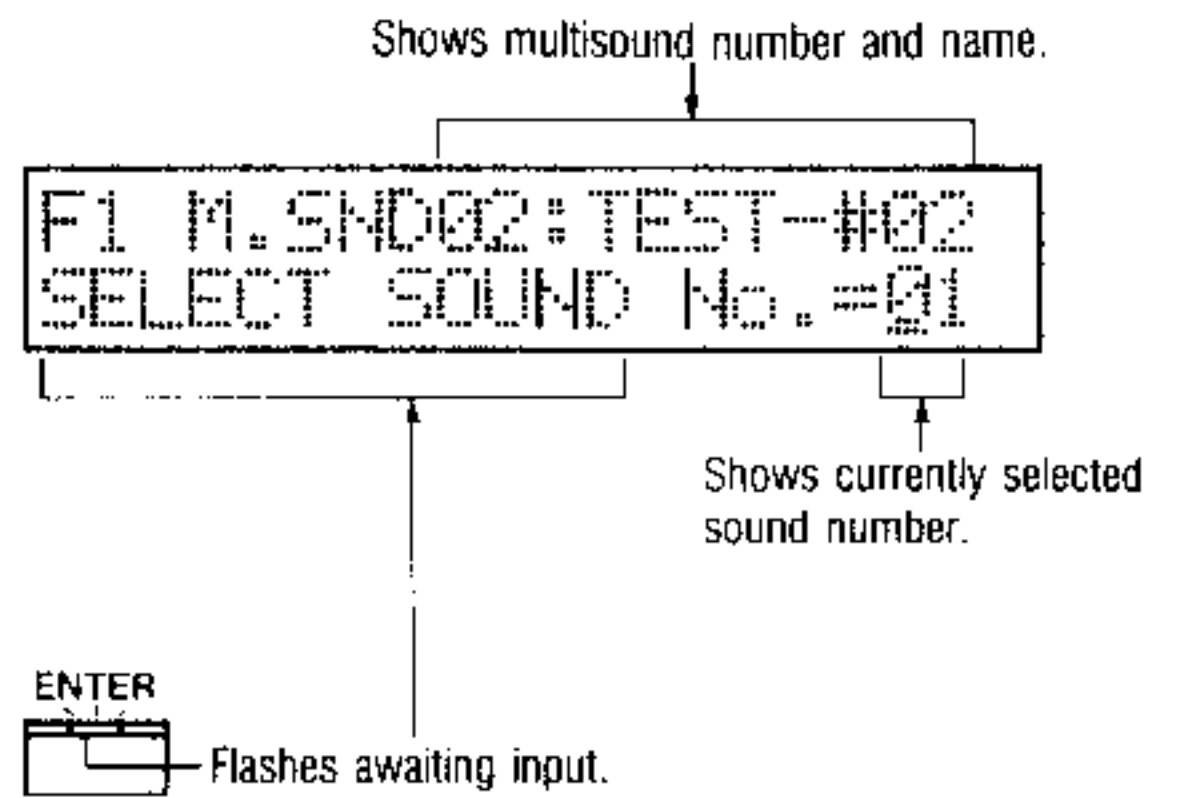 Shows multisound number and name.
F1 M.SND02:TEST-#02
SELECT SOUND No.=01
Shows currently selected
sound number.
ENTER
Flashes awaiting input.